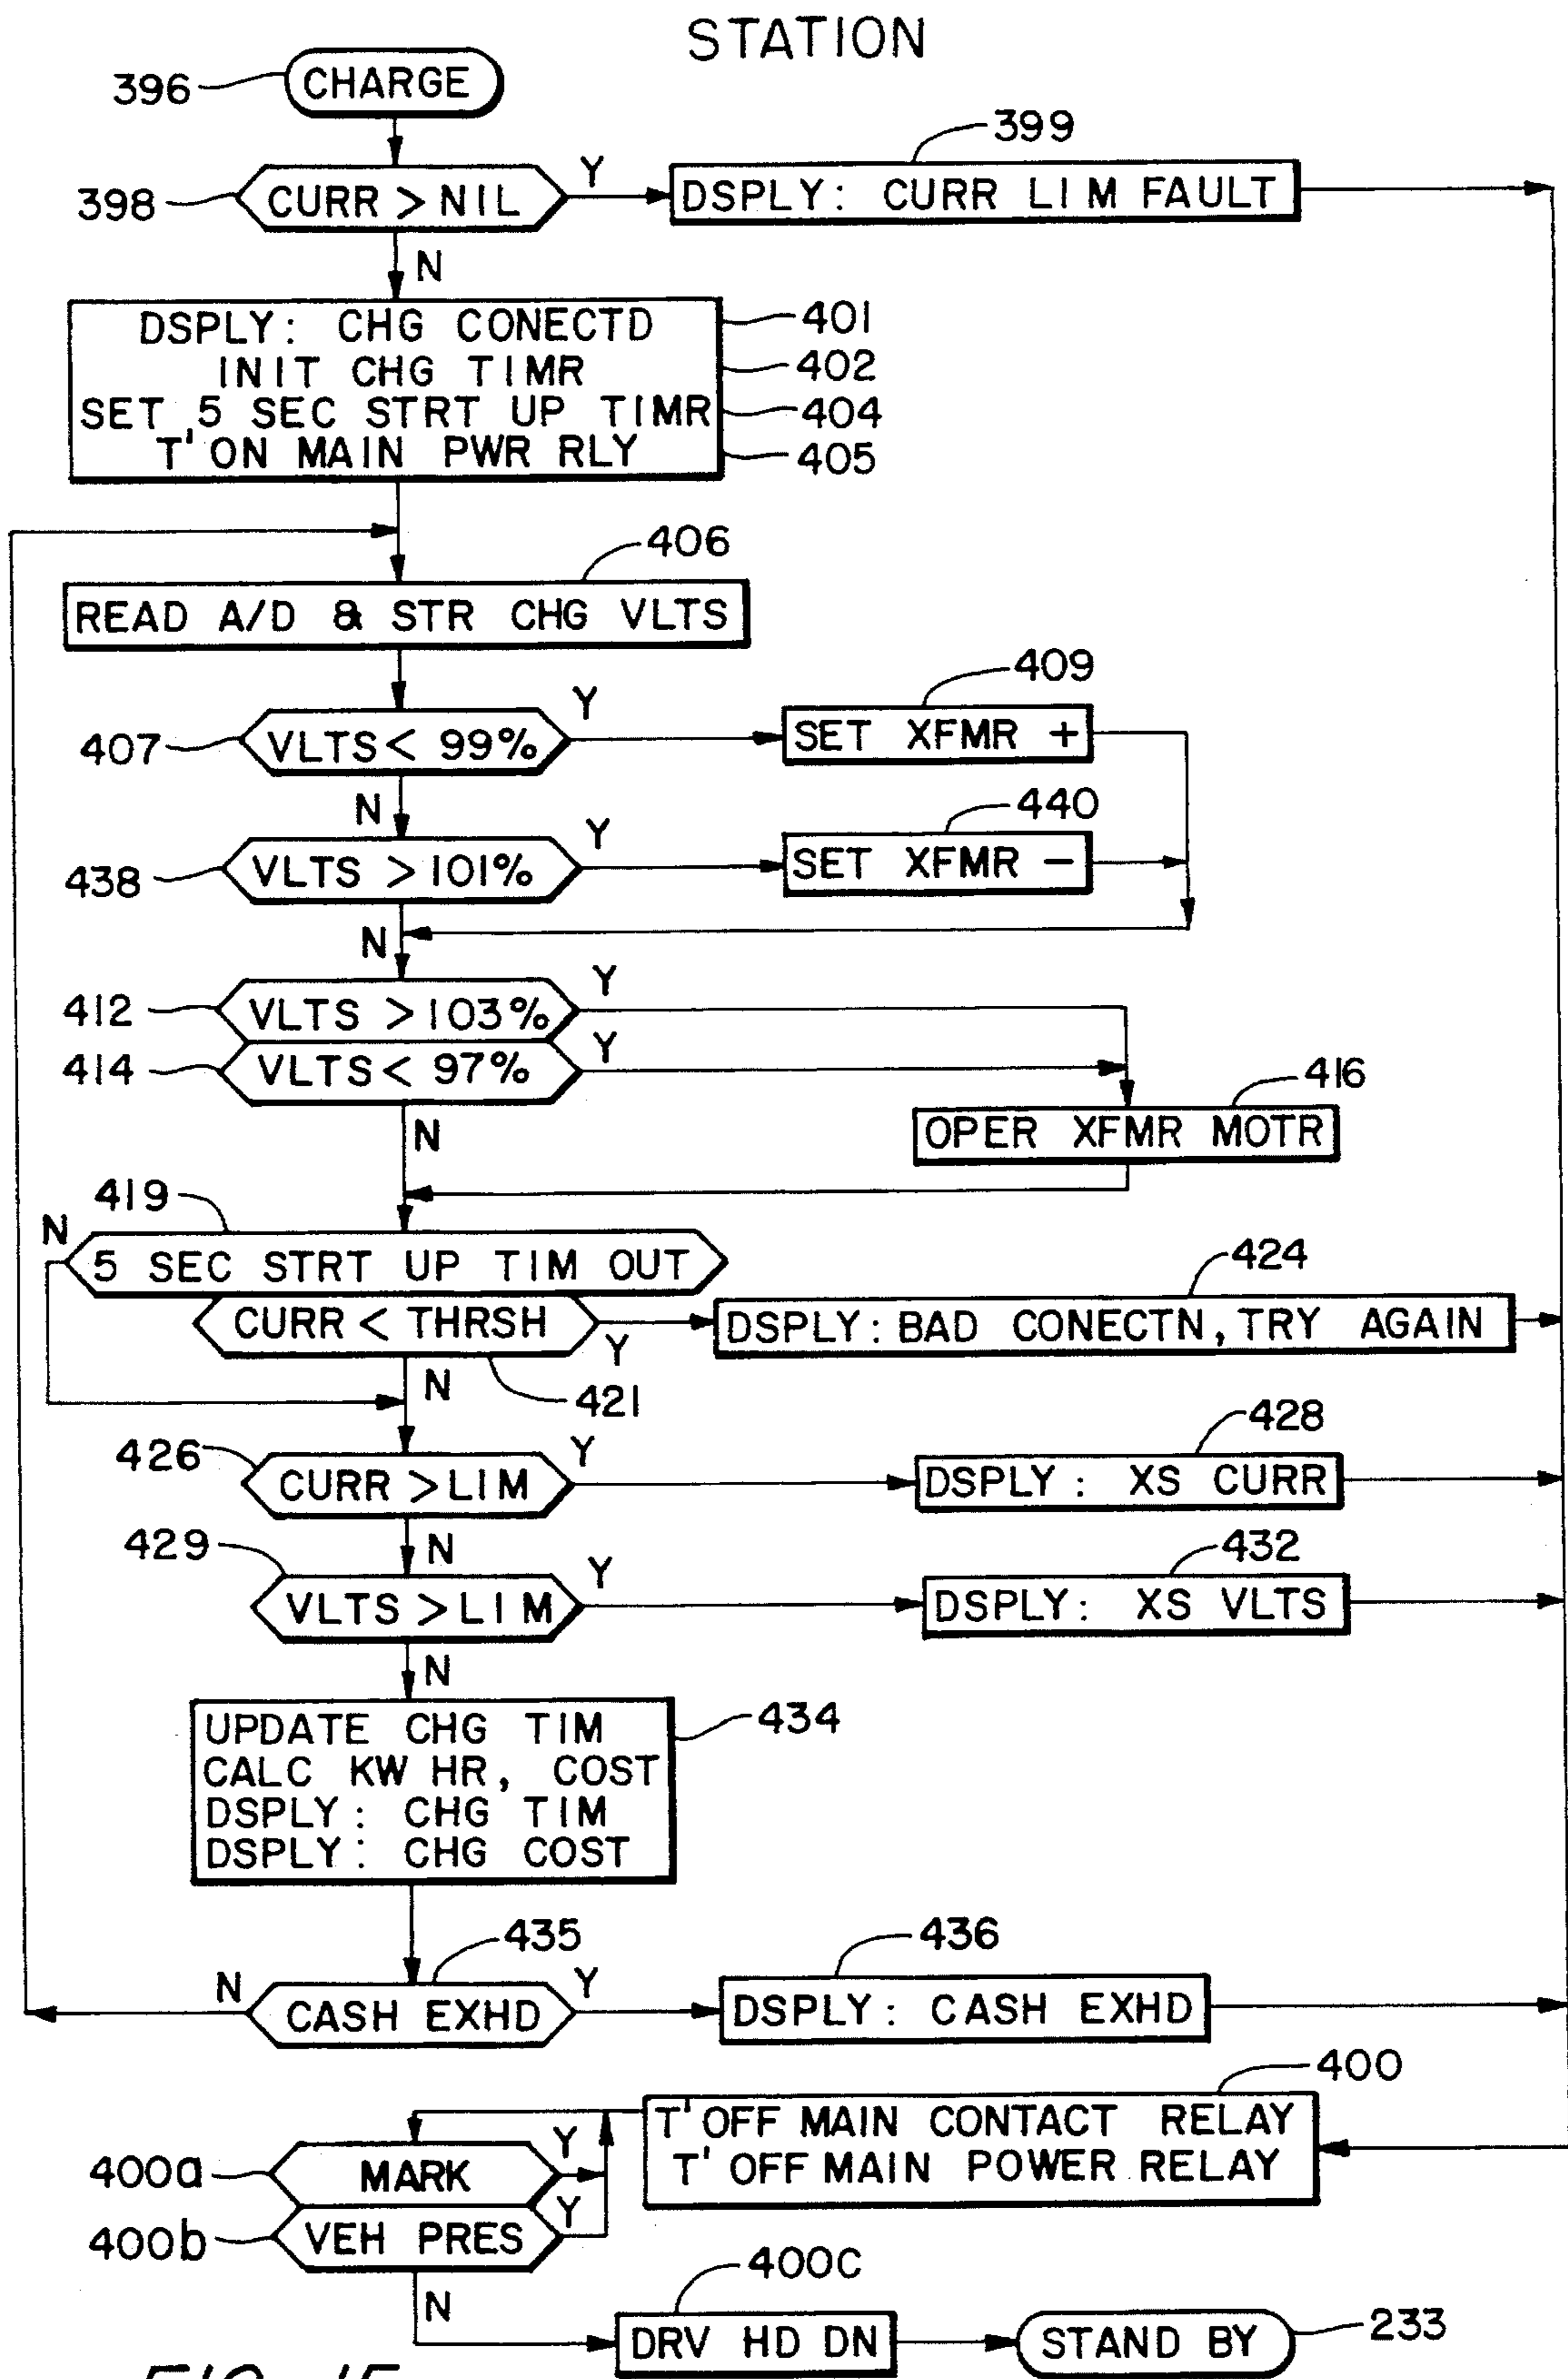 STATION
396 CHARGE
398 CURR > NIL Y DSPLY: CURR LIM FAULT 399
N
DSPLY: CHG CONECTD 401
INIT CHG TIMR 402
SET 5 SEC STRT UP TIMR 404
T' ON MAIN PWR RLY 405
406
READ A/D & STR CHG VLTS
407 VLTS < 99% Y SET XFMR + 409
N
438 VLTS > 101% Y SET XFMR − 440
N
412 VLTS > 103% Y
414 VLTS < 97% Y
N
OPER XFMR MOTR 416
419
N 5 SEC STRT UP TIM OUT
CURR < THRSH Y DSPLY: BAD CONECTN, TRY AGAIN 424
N 421
426 CURR > LIM Y DSPLY: XS CURR 428
N
429 VLTS > LIM Y DSPLY: XS VLTS 432
N
UPDATE CHG TIM 434
CALC KW HR, COST
DSPLY: CHG TIM
DSPLY: CHG COST
435
N CASH EXHD Y DSPLY: CASH EXHD 436
400
T' OFF MAIN CONTACT RELAY
T' OFF MAIN POWER RELAY
400a MARK Y
400b VEH PRES Y
N
400C
DRV HD DN
STAND BY 233
FIG. 15